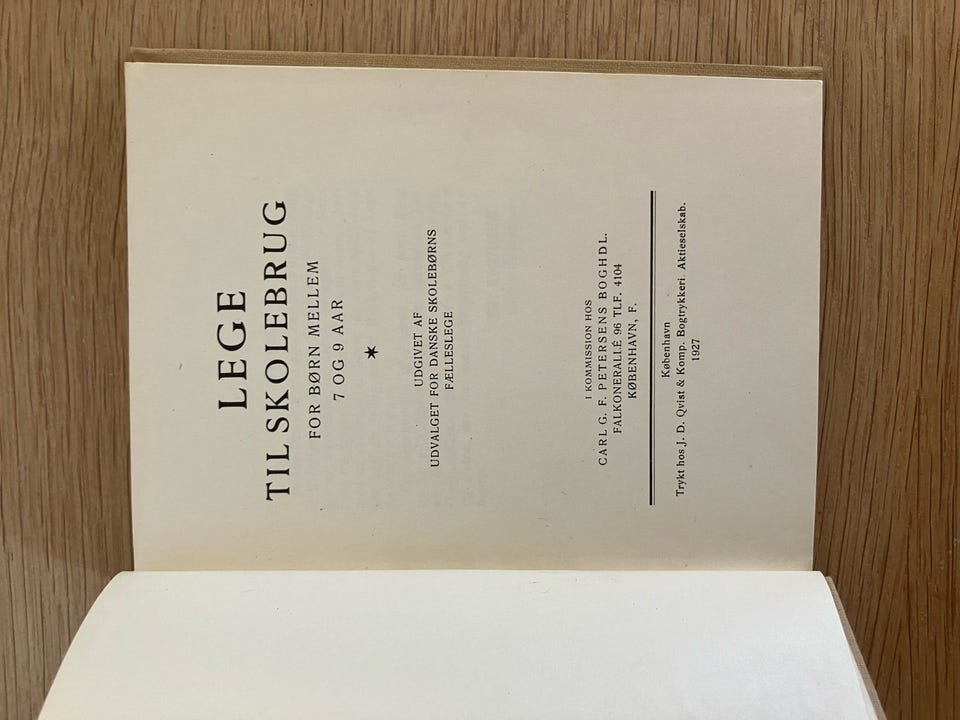 LEGE
TIL SKOLEBRUG
FOR BØRN MELLEM
7 OG 9 AAR
*
UDGIVET AF
UDVALGET FOR DANSKE SKOLEBØRNS
FÆLLESLEGE
I KOMMISSION HOS
CARL G. F. PETERSENS BOGHDL.
FALKONERALLÉ 96 TLF. 4104
KØBENHAVN, F.
København
Trykt hos J. D. Qvist & Komp. Bogtrykkeri. Aktieselskab.
1927